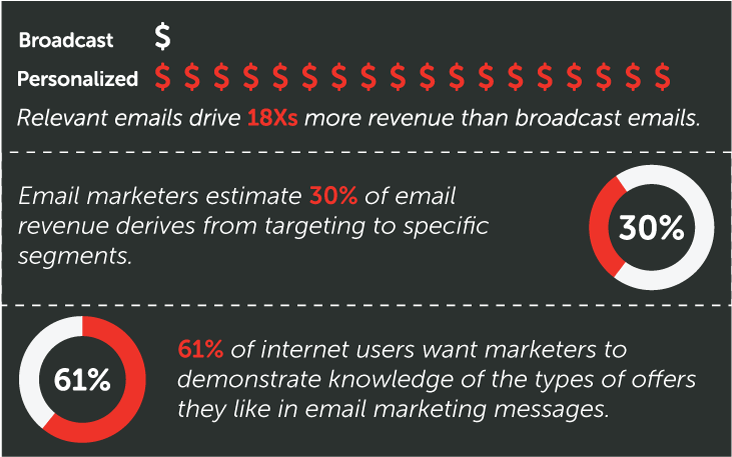 Broadcast $
Personalized $ $ $ $ $ $ $ $ $ $ $ $ $ $ $ $ $ $
Relevant emails drive 18Xs more revenue than broadcast emails.
Email marketers estimate 30% of email
revenue derives from targeting to specific
segments.
30%
61%
61% of internet users want marketers to
demonstrate knowledge of the types of offers
they like in email marketing messages.